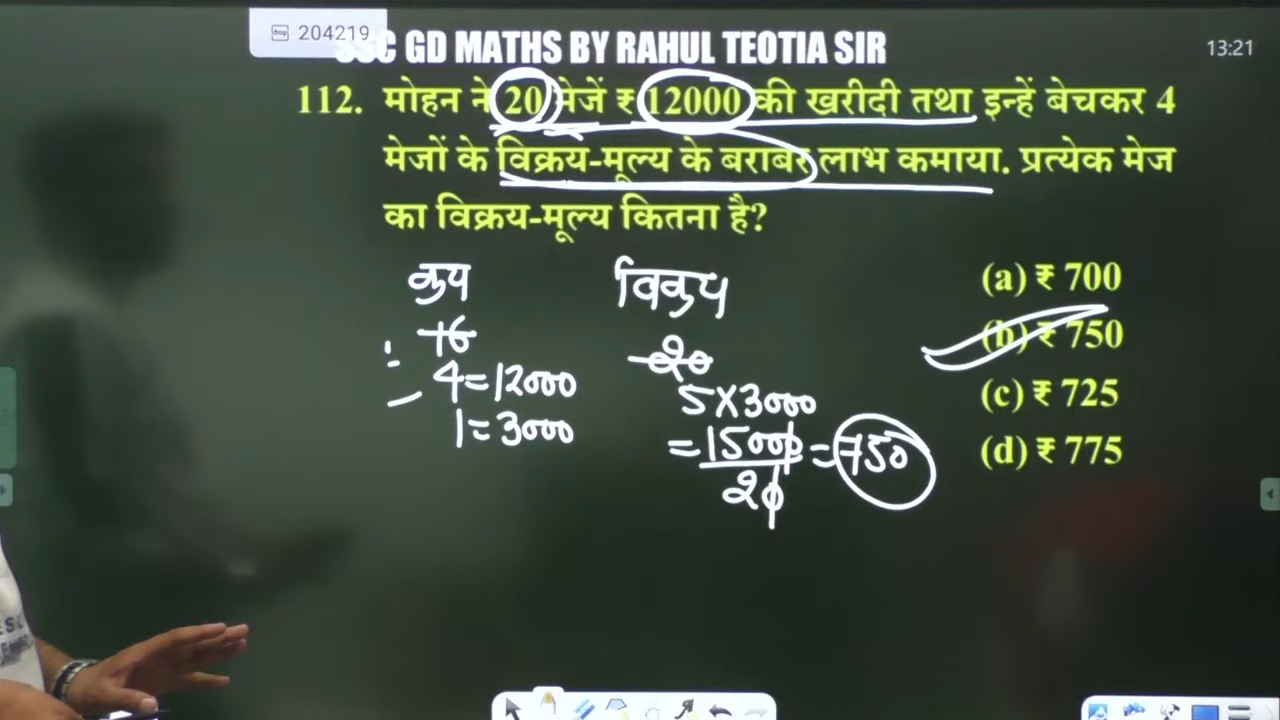 204219
SSC GD MATHS BY RAHUL TEOTIA SIR
13:21
112. मोहन ने 20 मेजें ₹ 12000 की खरीदी तथा इन्हें बेचकर 4
मेजों के विक्रय-मूल्य के बराबर लाभ कमाया. प्रत्येक मेज
का विक्रय-मूल्य कितना है?
(a) ₹ 700
(b) ₹ 750
(c) ₹ 725
(d) ₹ 775
क्रय
16
4=12000
1=3000
विक्रय
20
5X3000
=15000
20
=750